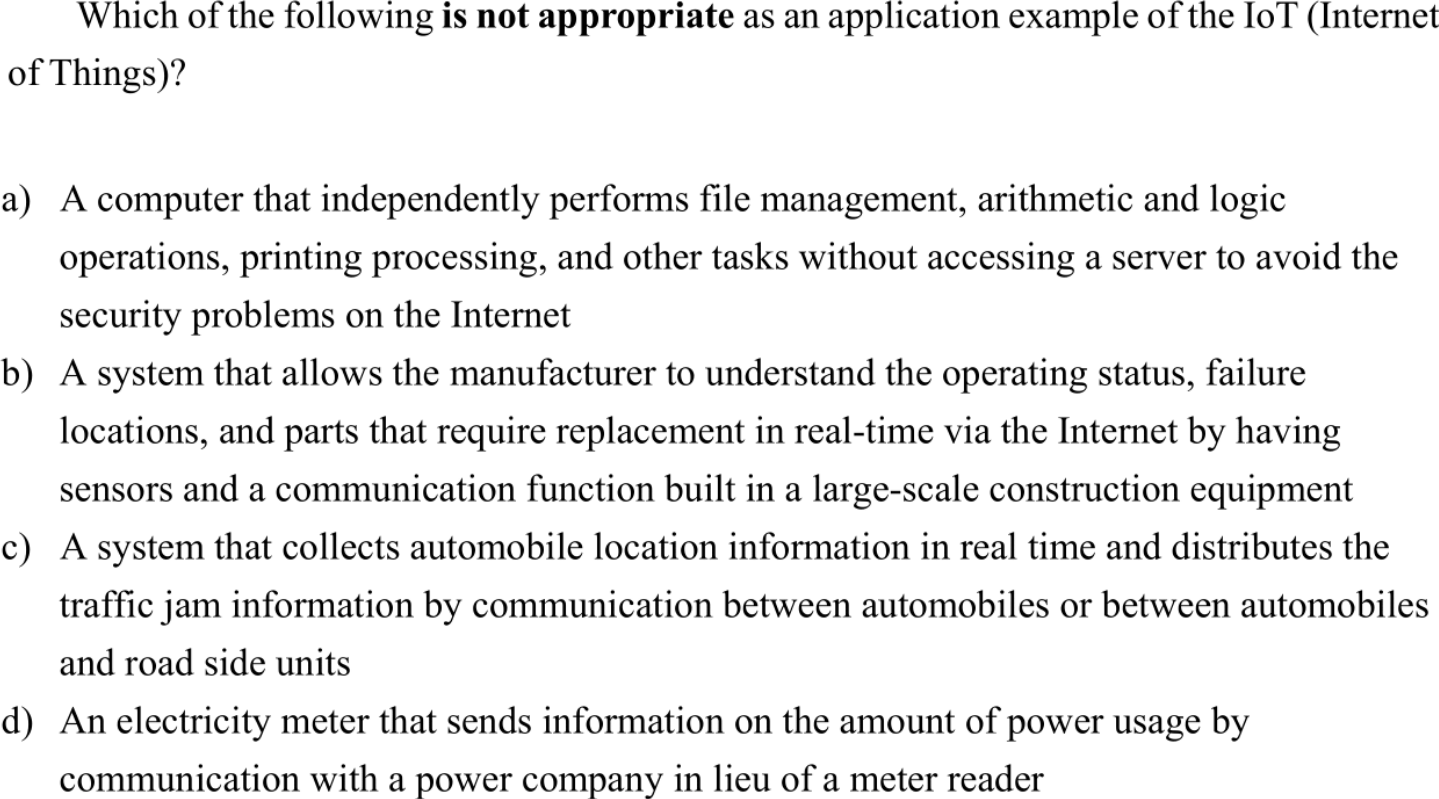 Which of the following is not appropriate as an application example of the IoT (Internet
of Things)?
a) A computer that independently performs file management, arithmetic and logic
operations, printing processing, and other tasks without accessing a server to avoid the
security problems on the Internet
b) A system that allows the manufacturer to understand the operating status, failure
locations, and parts that require replacement in real-time via the Internet by having
sensors and a communication function built in a large-scale construction equipment
c) A system that collects automobile location information in real time and distributes the
traffic jam information by communication between automobiles or between automobiles
and road side units
d) An electricity meter that sends information on the amount of power usage by
communication with a power company in lieu of a meter reader